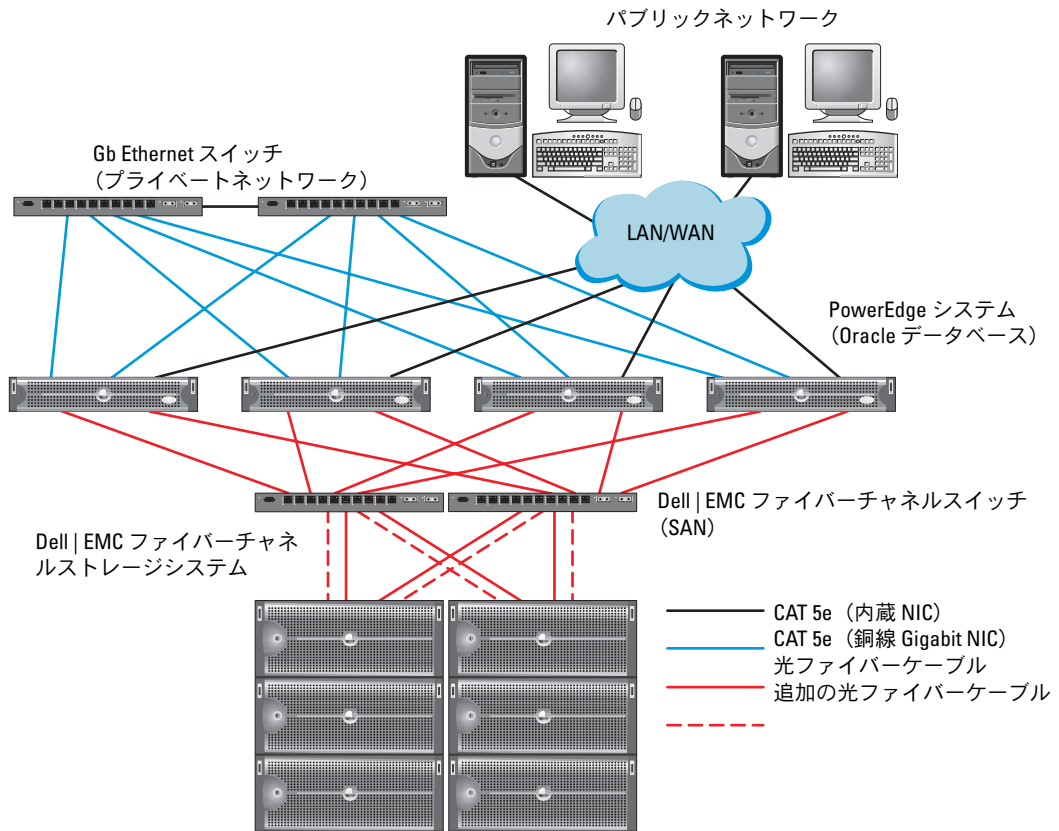 パブリックネットワーク
Gb Ethernet スイッチ
（プライベートネットワーク）
LAN/WAN
PowerEdge システム
（Oracle データベース）
Dell | EMC ファイバーチャネルスイッチ
（SAN）
Dell | EMC ファイバーチャネ
ルストレージシステム
CAT 5e（内蔵 NIC）
CAT 5e（銅線 Gigabit NIC）
光ファイバーケーブル
追加の光ファイバーケーブル